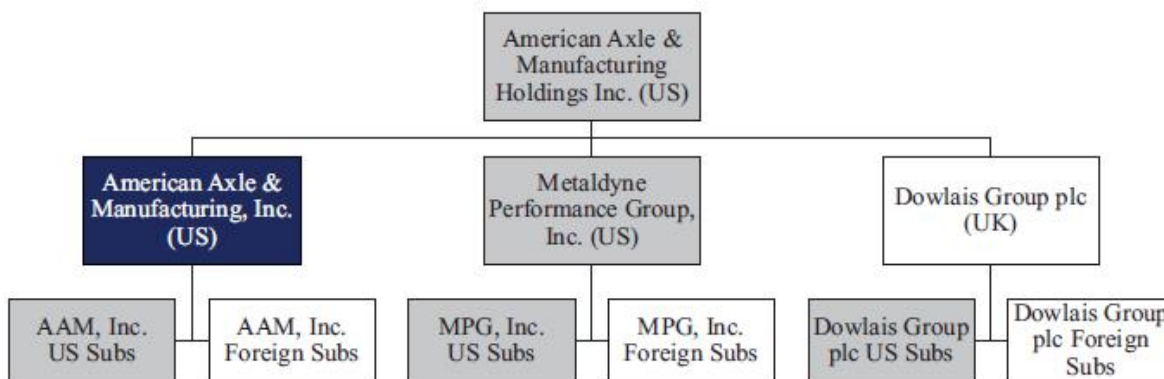 American Axle &
Manufacturing
Holdings Inc. (US)
American Axle &
Manufacturing, Inc.
(US)
Metaldyne
Performance Group,
Inc. (US)
Dowlais Group plc
(UK)
AAM, Inc.
US Subs
AAM, Inc.
Foreign Subs
MPG, Inc.
US Subs
MPG, Inc.
Foreign Subs
Dowlais Group
plc US Subs
Dowlais Group
plc Foreign
Subs